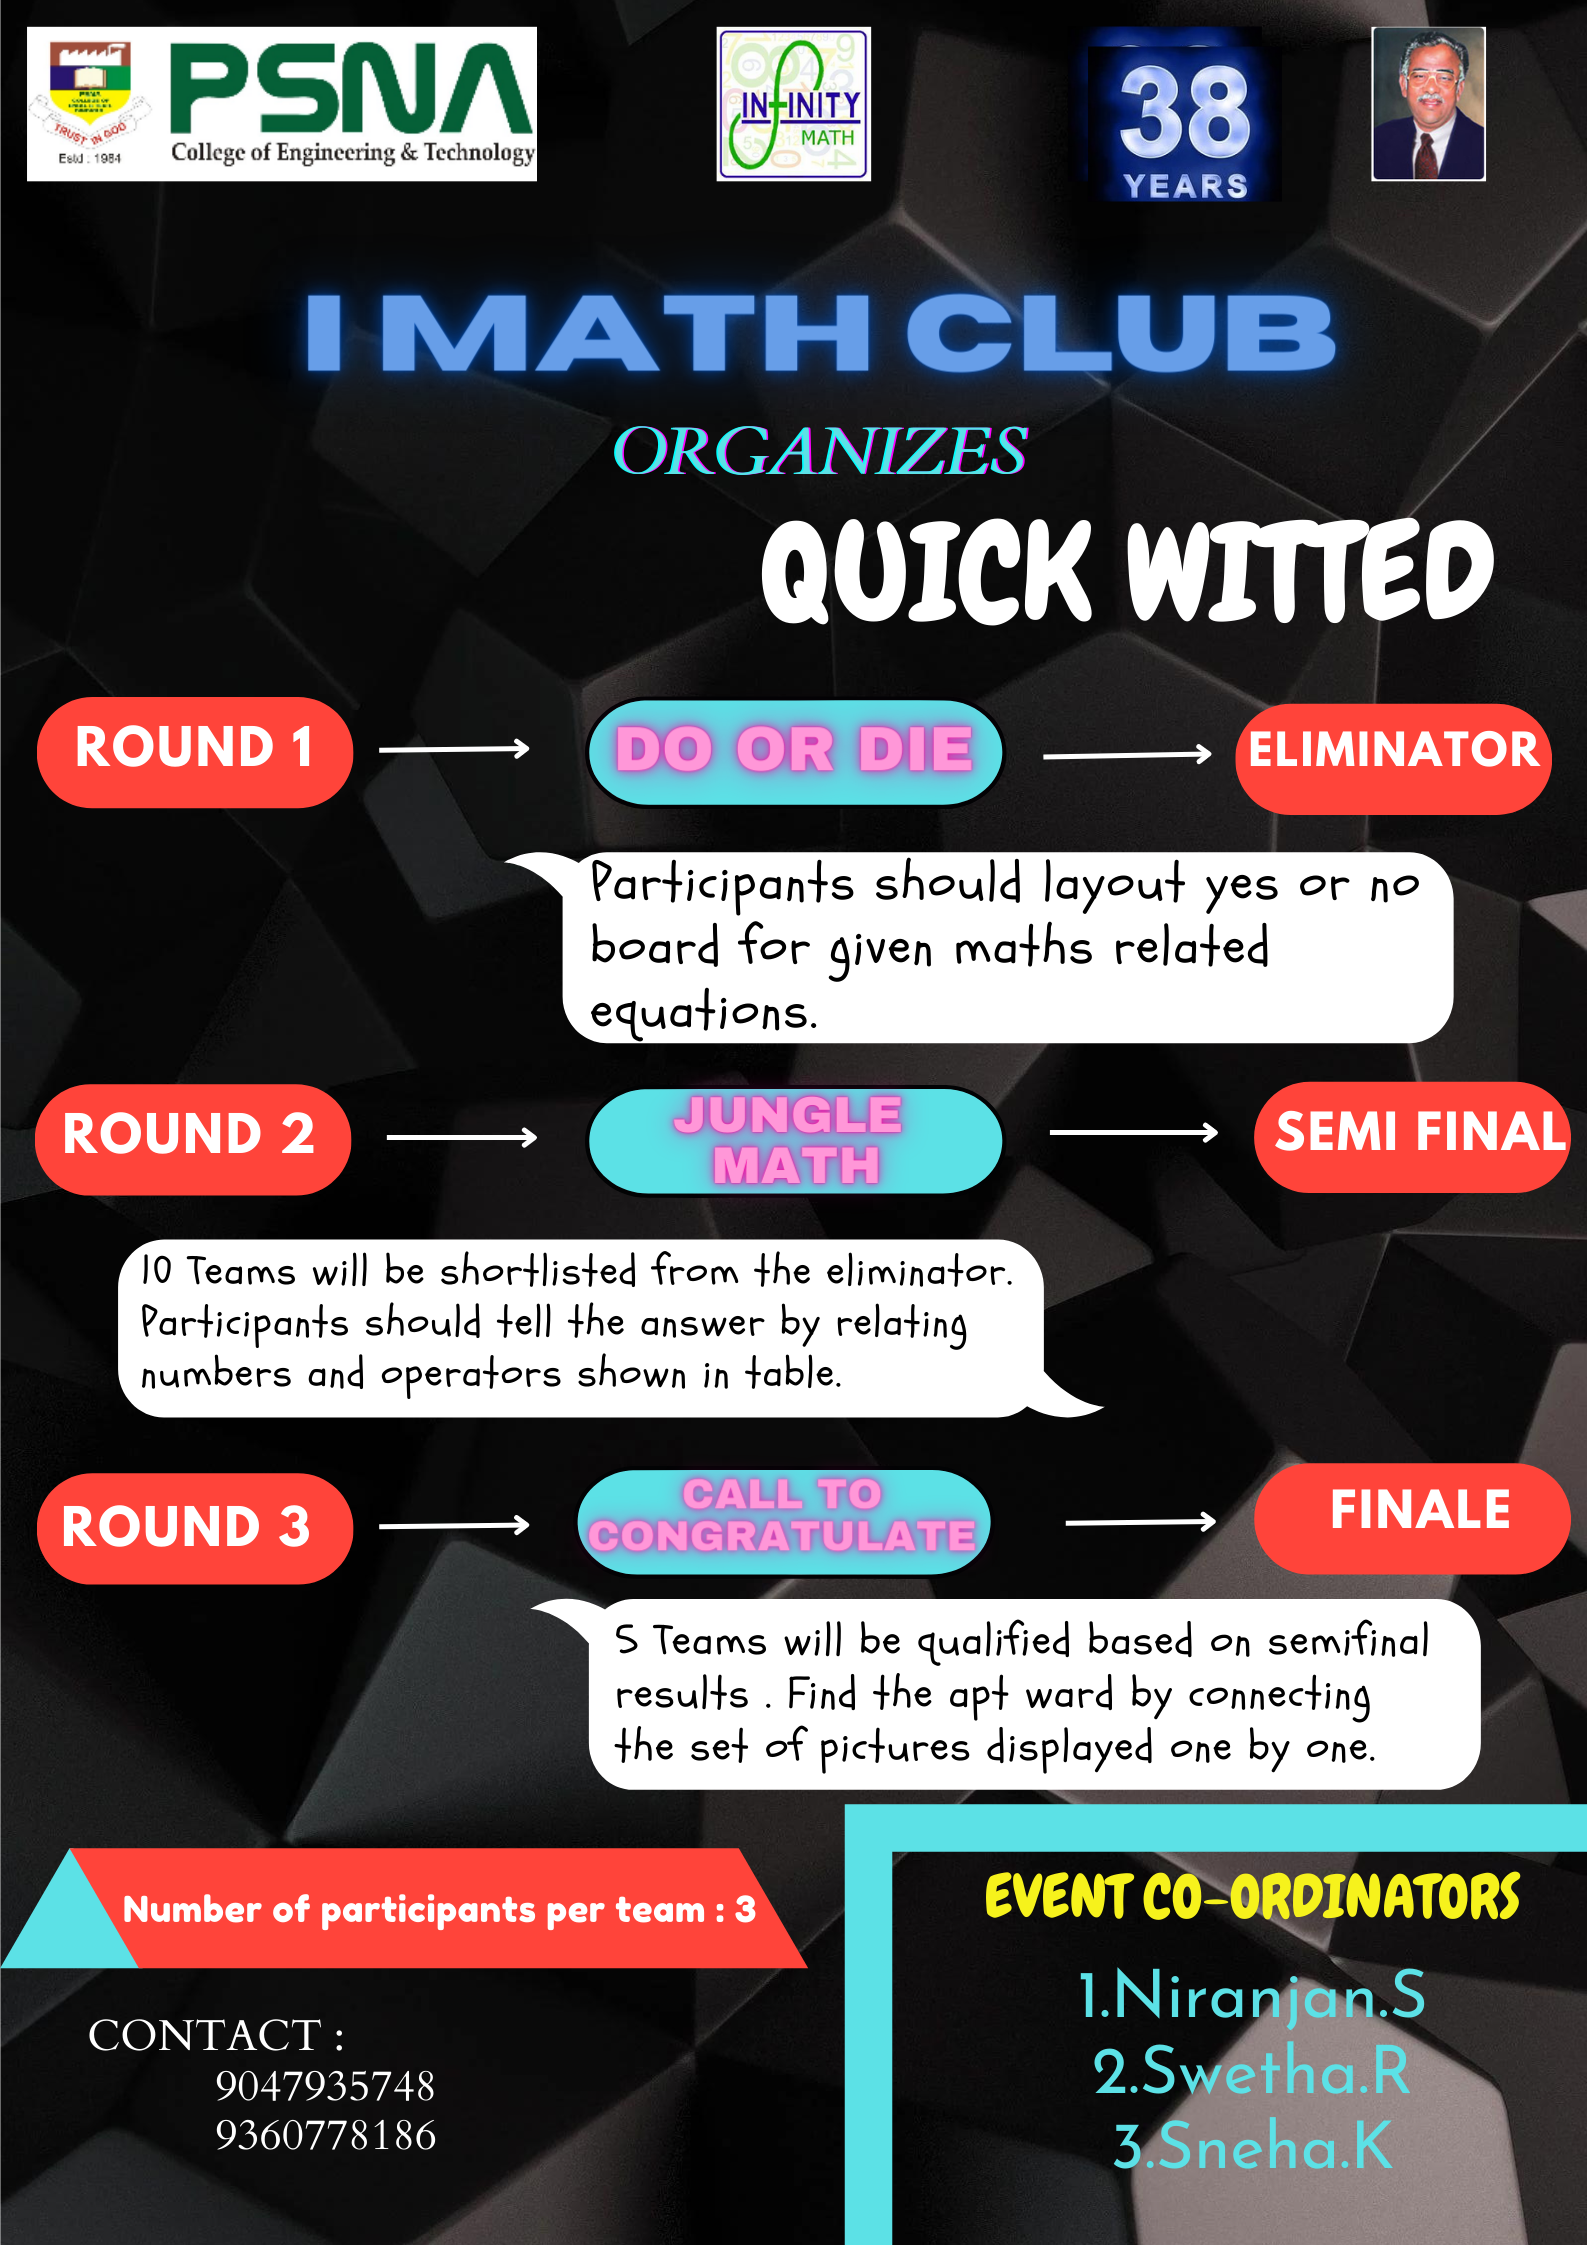 PSNA
COLLEGE OF
TRUST IN GOD
Estd : 1984
PSNA
College of Engineering & Technology
INFINITY
MATH
38
YEARS
I MATH CLUB
ORGANIZES
QUICK WITTED
ROUND 1
DO OR DIE
ELIMINATOR
Participants should layout yes or no
board for given maths related
equations.
ROUND 2
JUNGLE
MATH
SEMI FINAL
10 Teams will be shortlisted from the eliminator.
Participants should tell the answer by relating
numbers and operators shown in table.
ROUND 3
CALL TO
CONGRATULATE
FINALE
5 Teams will be qualified based on semifinal
results . Find the apt ward by connecting
the set of pictures displayed one by one.
Number of participants per team : 3
CONTACT :
9047935748
9360778186
EVENT CO-ORDINATORS
1.Niranjan.S
2.Swetha.R
3.Sneha.K